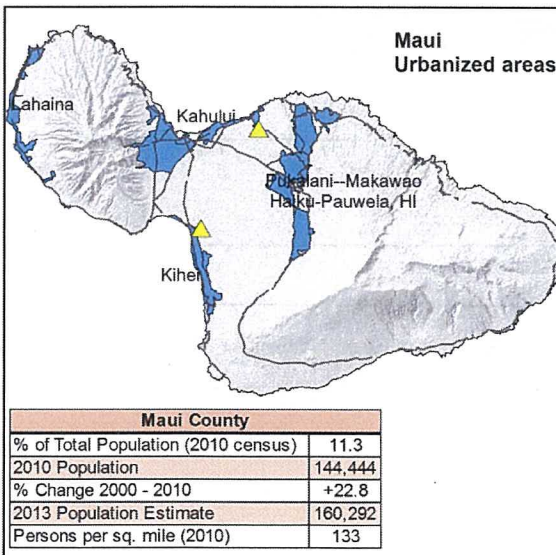 Maui
Urbanized areas
Lahaina
Kahului
Pukalani--Makawao
Haiku-Pauwela, HI
Kihei
Maui County
% of Total Population (2010 census) 11.3
2010 Population 144,444
% Change 2000 - 2010 +22.8
2013 Population Estimate 160,292
Persons per sq. mile (2010) 133